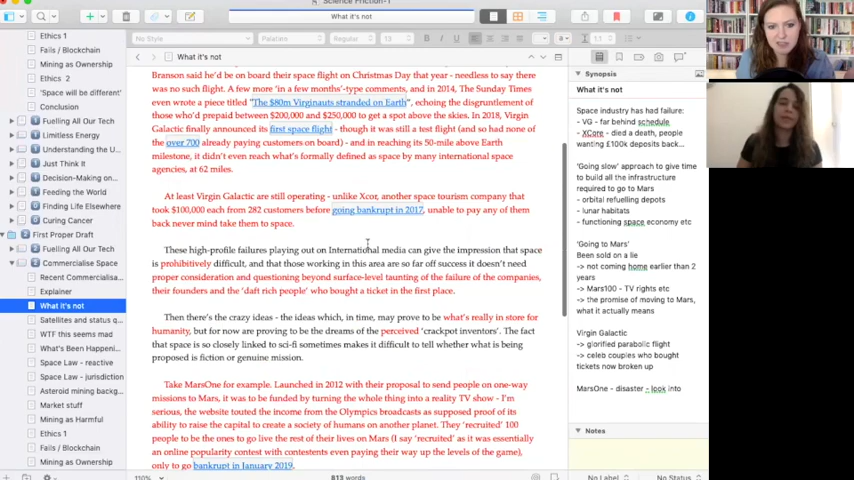 Science Friction-1
What it's not
No Style
Palatino
Regular
13
B I U
1.1
What it's not
Ethics 1
Fails / Blockchain
Mining as Ownership
Ethics 2
'Space will be different'
Conclusion
Fuelling All Our Tech
Limitless Energy
Understanding the U...
Just Think It
Decision-Making on...
Feeding the World
Finding Life Elsewhere
Curing Cancer
First Proper Draft
Fuelling All Our Tech
Commercialise Space
Recent Commercialisa...
Explainer
What it's not
Satellites and status q...
WTF this seems mad
What's Been Happeni...
Space Law - reactive
Space Law - jurisdiction
Asteroid mining backg...
Market stuff
Mining as Harmful
Ethics 1
Fails / Blockchain
Mining as Ownership
Branson said he'd be on board their space flight on Christmas Day that year - needless to say there
was no such flight. A few more 'in a few months'-type comments, and in 2014, The Sunday Times
even wrote a piece titled "The $80m Virginauts stranded on Earth", echoing the disgruntlement of
those who'd prepaid between $200,000 and $250,000 to get a spot above the skies. In 2018, Virgin
Galactic finally announced its first space flight - though it was still a test flight (and so had none of
the over 700 already paying customers on board) - and in reaching its 50-mile above Earth
milestone, it didn't even reach what's formally defined as space by many international space
agencies, at 62 miles.
At least Virgin Galactic are still operating - unlike Xcor, another space tourism company that
took $100,000 each from 282 customers before going bankrupt in 2017, unable to pay any of them
back never mind take them to space.
These high-profile failures playing out on International media can give the impression that space
is prohibitively difficult, and that those working in this area are so far off success it doesn't need
proper consideration and questioning beyond surface-level taunting of the failure of the companies,
their founders and the 'daft rich people' who bought a ticket in the first place.
Then there's the crazy ideas - the ideas which, in time, may prove to be what's really in store for
humanity, but for now are proving to be the dreams of the perceived 'crackpot inventors'. The fact
that space is so closely linked to sci-fi sometimes makes it difficult to tell whether what is being
proposed is fiction or genuine mission.
Take MarsOne for example. Launched in 2012 with their proposal to send people on one-way
missions to Mars, it was to be funded by turning the whole thing into a reality TV show - I'm
serious, the website touted the income from the Olympics broadcasts as supposed proof of its
ability to raise the capital to create a society of humans on another planet. They 'recruited' 100
people to be the ones to go live the rest of their lives on Mars (I say 'recruited' as it was essentially
an online popularity contest with contestents even paying their way up the levels of the game),
only to go bankrupt in January 2019.
110%
813 words
Synopsis
What it's not
Space industry has had failure:
- VG - far behind schedule
- XCore - died a death, people
wanting £100k deposits back...
'Going slow' approach to give time
to build all the infrastructure
required to go to Mars
- orbital refuelling depots
- lunar habitats
- functioning space economy etc
'Going to Mars'
Been sold on a lie
-> not coming home earlier than 2
years
-> Mars100 - TV rights etc
-> the promise of moving to Mars,
what it actually means
Virgin Galactic
-> glorified parabolic flight
-> celeb couples who bought
tickets now broken up
MarsOne - disaster - look into
Notes
No Label
No Status